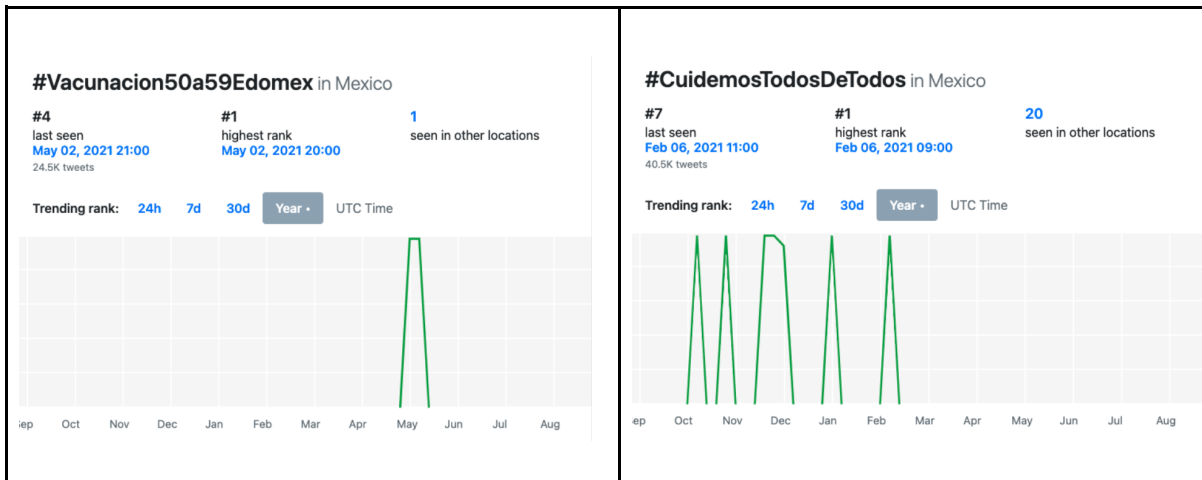 #Vacunacion50a59Edomex in Mexico
#4 #1 1
last seen highest rank seen in other locations
May 02, 2021 21:00 May 02, 2021 20:00
24.5K tweets
Trending rank: 24h 7d 30d Year • UTC Time
Sep Oct Nov Dec Jan Feb Mar Apr May Jun Jul Aug
#CuidemosTodosDeTodos in Mexico
#7 #1 20
last seen highest rank seen in other locations
Feb 06, 2021 11:00 Feb 06, 2021 09:00
40.5K tweets
Trending rank: 24h 7d 30d Year • UTC Time
ep Oct Nov Dec Jan Feb Mar Apr May Jun Jul Aug